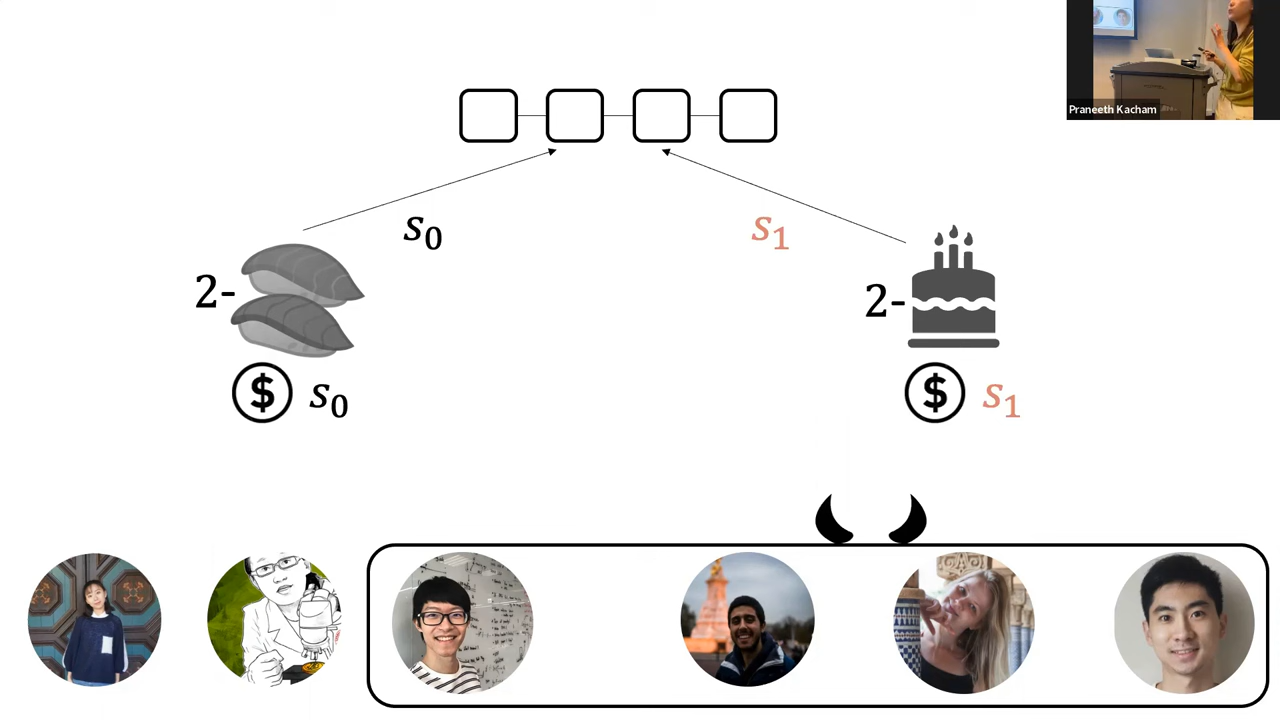 Praneeth Kacham
s₀
s₁
2-
2-
$ s₀
$ s₁